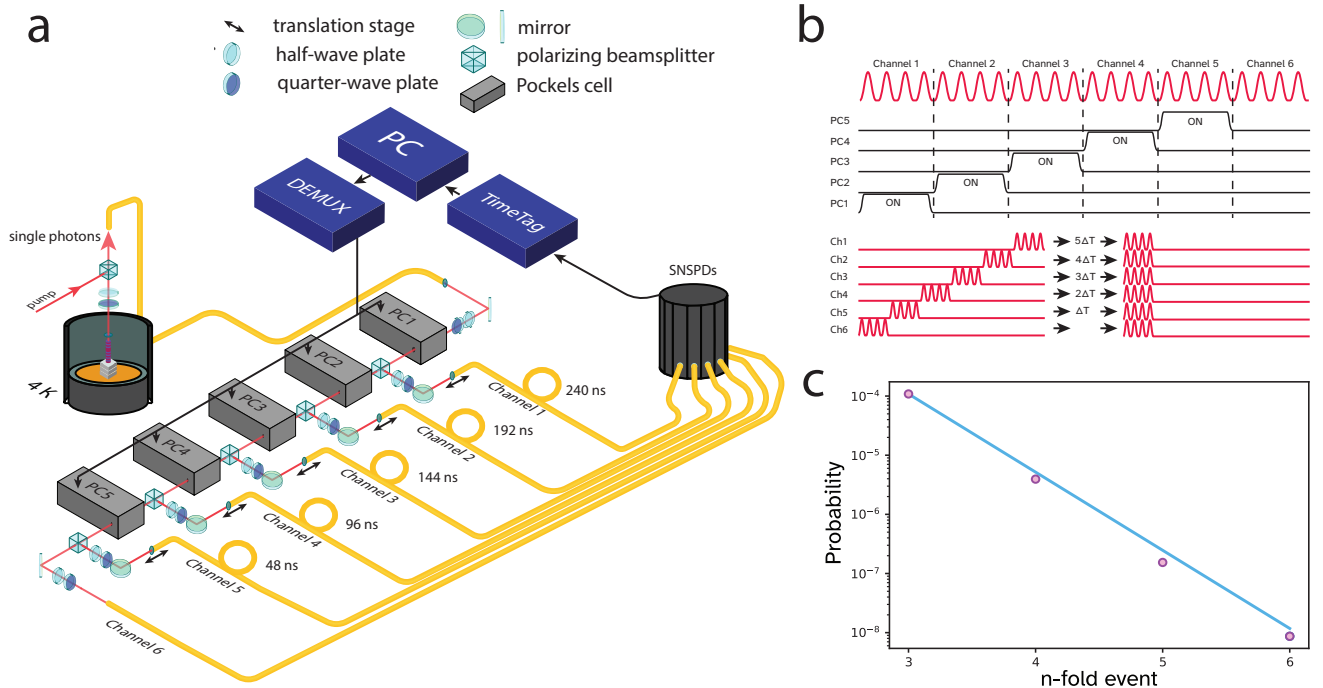 a
translation stage
half-wave plate
quarter-wave plate
mirror
polarizing beamsplitter
Pockels cell
PC
DEMUX
TimeTag
single photons
pump
4 K
SNSPDs
PC1
PC2
PC3
PC4
PC5
Channel 1
240 ns
Channel 2
192 ns
Channel 3
144 ns
Channel 4
96 ns
Channel 5
48 ns
Channel 6
b
Channel 1 Channel 2 Channel 3 Channel 4 Channel 5 Channel 6
PC5 ON
PC4 ON
PC3 ON
PC2 ON
PC1 ON
Ch1 5ΔT
Ch2 4ΔT
Ch3 3ΔT
Ch4 2ΔT
Ch5 ΔT
Ch6
c
Probability
10⁻⁴
10⁻⁵
10⁻⁶
10⁻⁷
10⁻⁸
3 4 5 6
n-fold event